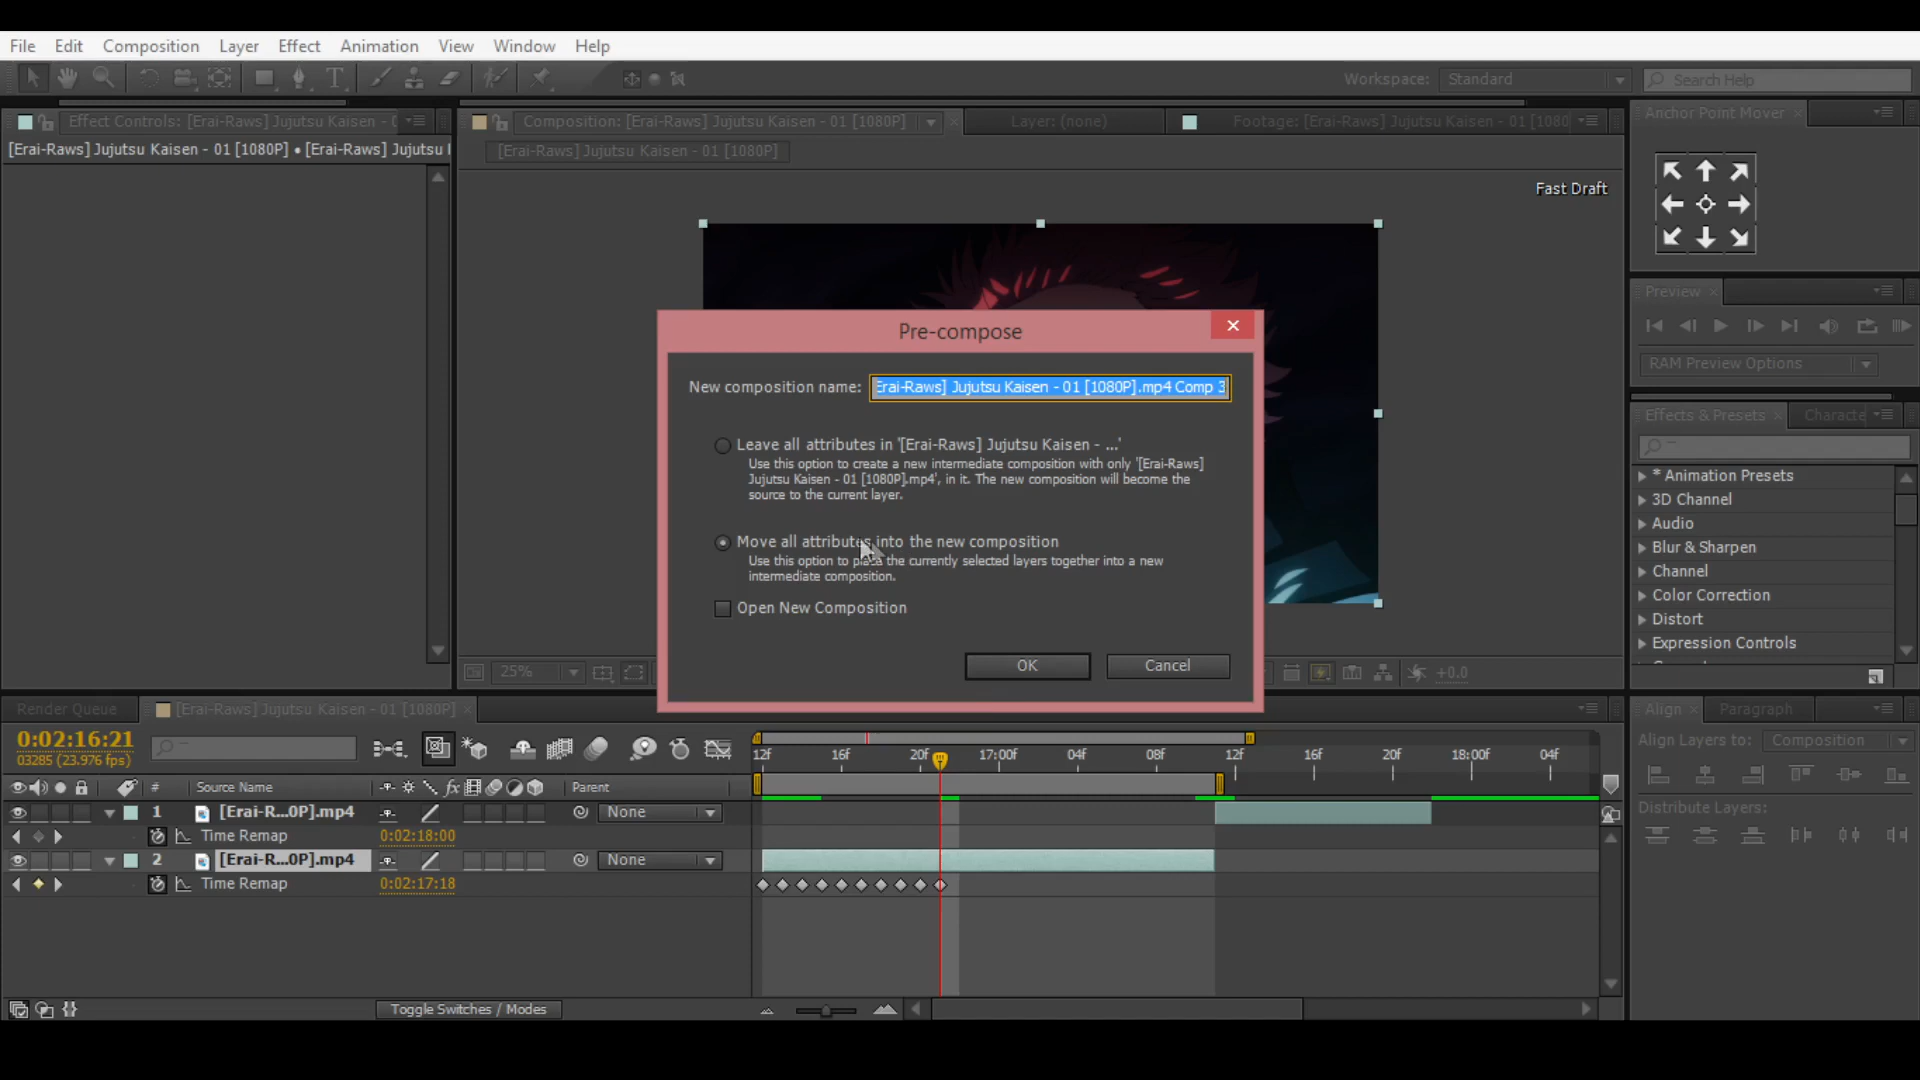 File Edit Composition Layer Effect Animation View Window Help
Workspace: Standard
Search Help
Effect Controls: [Erai-Raws] Jujutsu Kaisen -
Composition: [Erai-Raws] Jujutsu Kaisen - 01 [1080P]
Layer: (none)
Footage: [Erai-Raws] Jujutsu Kaisen - 01 [1080
Anchor Point Mover
[Erai-Raws] Jujutsu Kaisen - 01 [1080P] • [Erai-Raws] Jujutsu
[Erai-Raws] Jujutsu Kaisen - 01 [1080P]
Fast Draft
Preview
RAM Preview Options
Effects & Presets
Characte
* Animation Presets
3D Channel
Audio
Blur & Sharpen
Channel
Color Correction
Distort
Expression Controls
Pre-compose
New composition name: Erai-Raws] Jujutsu Kaisen - 01 [1080P].mp4 Comp 3
Leave all attributes in '[Erai-Raws] Jujutsu Kaisen - ...'
Use this option to create a new intermediate composition with only '[Erai-Raws]
Jujutsu Kaisen - 01 [1080P].mp4', in it. The new composition will become the
source to the current layer.
Move all attributes into the new composition
Use this option to place the currently selected layers together into a new
intermediate composition.
Open New Composition
OK Cancel
25%
+0.0
Render Queue
[Erai-Raws] Jujutsu Kaisen - 01 [1080P]
Align
Paragraph
Align Layers to: Composition
Distribute Layers:
0:02:16:21
03285 (23.976 fps)
12f 16f 20f 17:00f 04f 08f 12f 16f 20f 18:00f 04f
# Source Name fx Parent
1 [Erai-R...0P].mp4 None
Time Remap 0:02:18:00
2 [Erai-R...0P].mp4 None
Time Remap 0:02:17:18
Toggle Switches / Modes